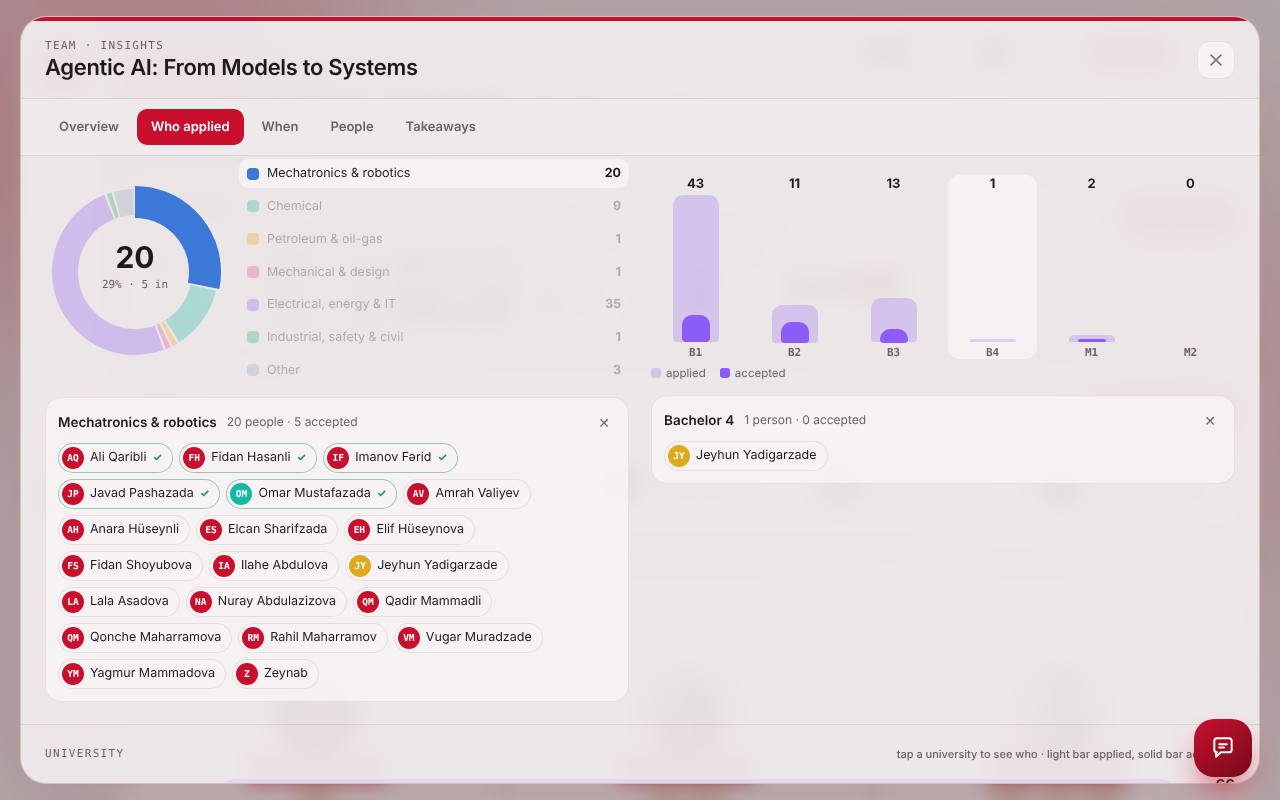 TEAM · INSIGHTS
Agentic AI: From Models to Systems
Overview
Who applied
When
People
Takeaways
20
29% · 5 in
Mechatronics & robotics 20
Chemical 9
Petroleum & oil-gas 1
Mechanical & design 1
Electrical, energy & IT 35
Industrial, safety & civil 1
Other 3
43 11 13 1 2 0
B1 B2 B3 B4 M1 M2
applied accepted
Mechatronics & robotics 20 people · 5 accepted
AQ Ali Qaribli
FH Fidan Hasanli
IF Imanov Fərid
JP Javad Pashazada
OM Omar Mustafazada
AV Amrah Valiyev
AH Anara Hüseynli
ES Elcan Sharifzada
EH Elif Hüseynova
FS Fidan Shoyubova
IA Ilahe Abdulova
JY Jeyhun Yadigarzade
LA Lala Asadova
NA Nuray Abdulazizova
QM Qadir Mammadli
QM Qonche Maharramova
RM Rahil Maharramov
VM Vugar Muradzade
YM Yagmur Mammadova
Z Zeynab
Bachelor 4 1 person · 0 accepted
JY Jeyhun Yadigarzade
UNIVERSITY
tap a university to see who · light bar applied, solid bar